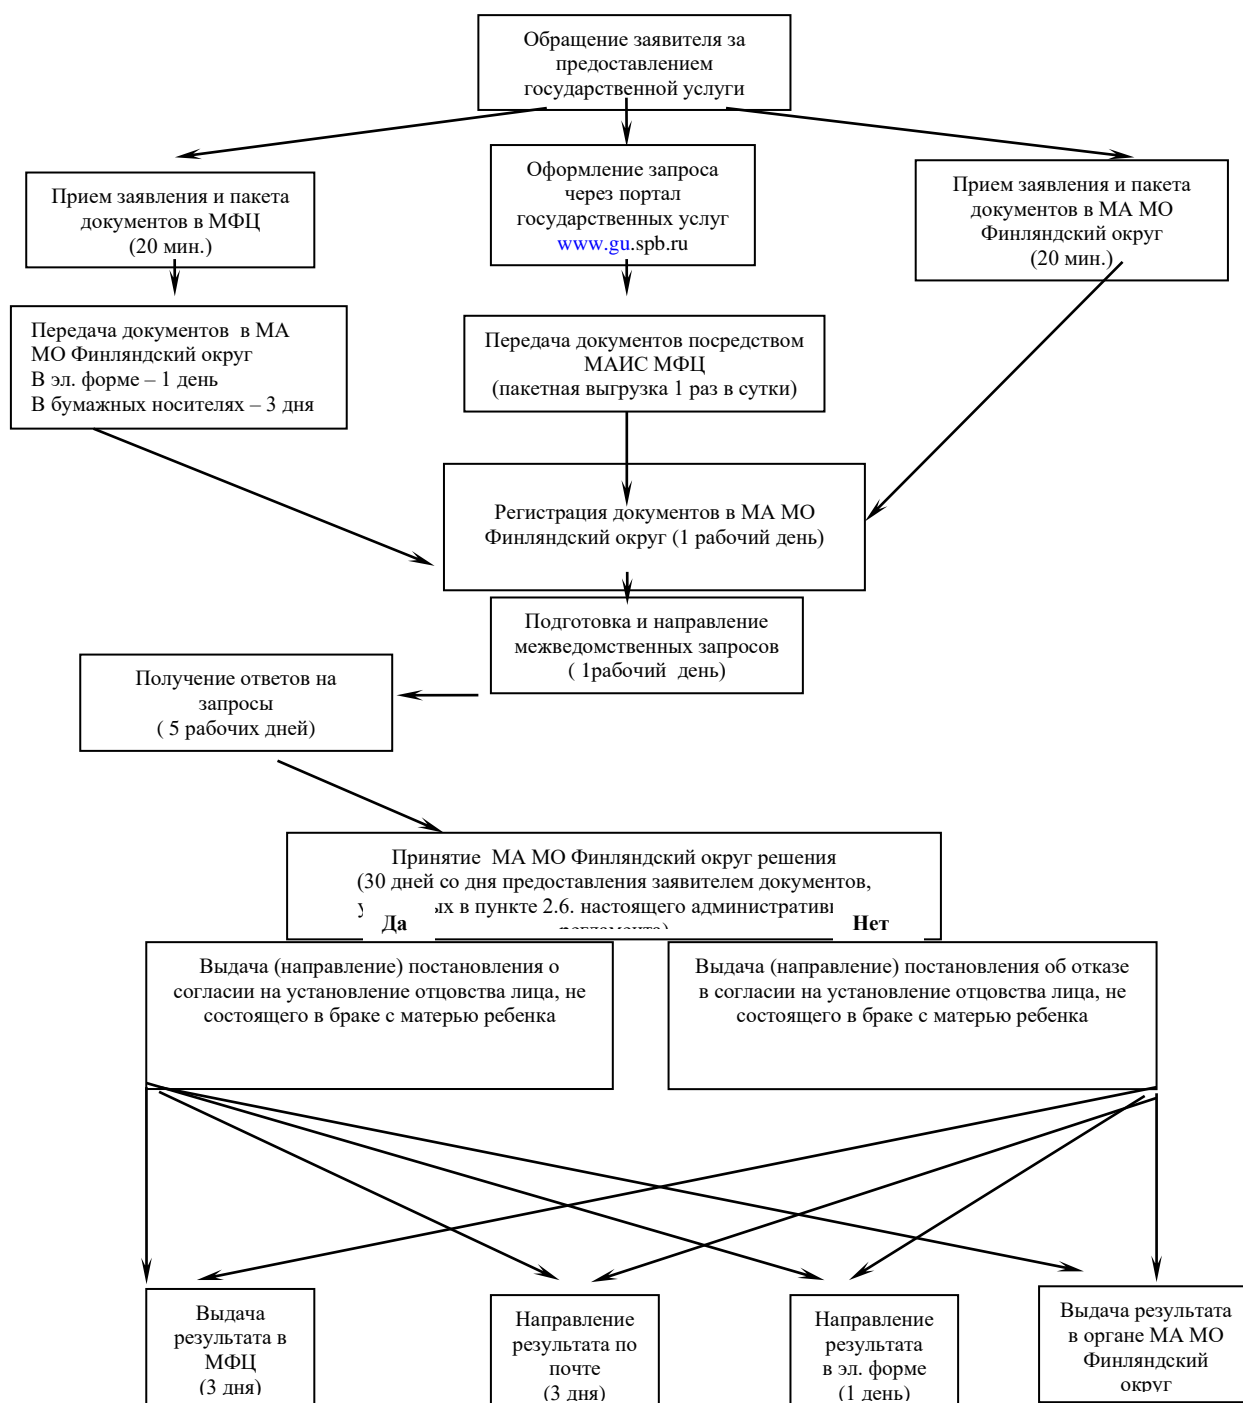 Обращение заявителя за
предоставлением
государственной услуги
Прием заявления и пакета
документов в МФЦ
(20 мин.)
Оформление запроса
через портал
государственных услуг
www.gu.spb.ru
Прием заявления и пакета
документов в МА МО
Финляндский округ
(20 мин.)
Передача документов в МА
МО Финляндский округ
В эл. форме – 1 день
В бумажных носителях – 3 дня
Передача документов посредством
МАИС МФЦ
(пакетная выгрузка 1 раз в сутки)
Регистрация документов в МА МО
Финляндский округ (1 рабочий день)
Подготовка и направление
межведомственных запросов
( 1рабочий день)
Получение ответов на
запросы
( 5 рабочих дней)
Принятие МА МО Финляндский округ решения
(30 дней со дня предоставления заявителем документов,
в пункте 2.6. настоящего
Да
Нет
Выдача (направление) постановления о
согласии на установление отцовства лица, не
состоящего в браке с матерью ребенка
Выдача (направление) постановления об отказе
в согласии на установление отцовства лица, не
состоящего в браке с матерью ребенка
Выдача
результата в
МФЦ
(3 дня)
Направление
результата по
почте
(3 дня)
Направление
результата
в эл. форме
(1 день)
Выдача результата
в органе МА МО
Финляндский
округ